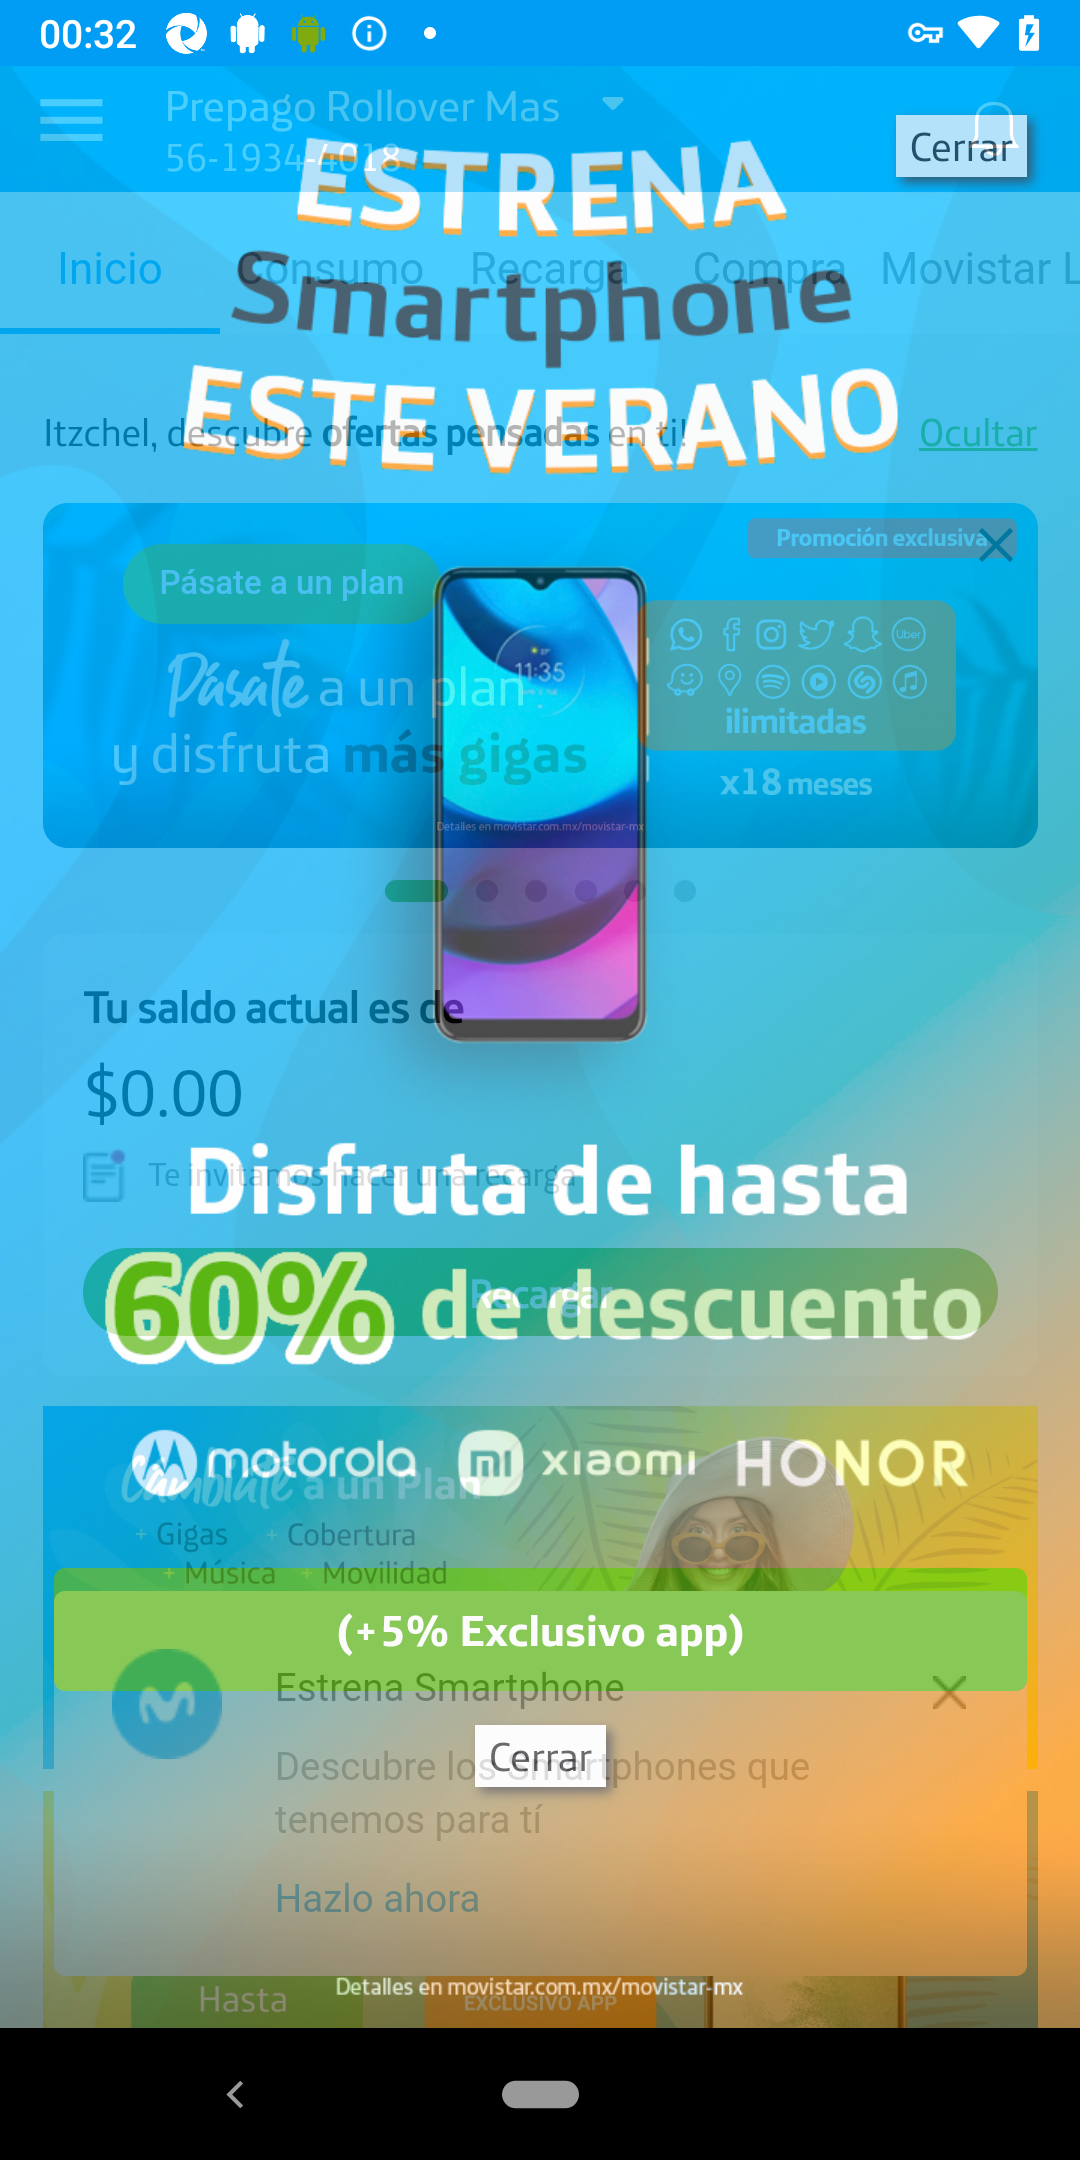 00:32
Prepago Rollover Mas
56-1934-4018
Cerrar
ESTRENA
Smartphone
ESTE VERANO
Inicio Consumo Recarga Compra Movistar L
Itzchel, descubre ofertas pensadas en ti!
Ocultar
Promoción exclusiva
Pásate a un plan
Pásate a un plan
y disfruta más gigas
Uber
ilimitadas
x18 meses
11:35
Detalles en movistar.com.mx/movistar-mx
Tu saldo actual es de
$0.00
Te invitamos hacer una recarga
Disfruta de hasta
Recargar
60% de descuento
motorola xiaomi HONOR
Cámbiate a un Plan
+ Gigas + Cobertura
+ Música + Movilidad
(+5% Exclusivo app)
Estrena Smartphone
Descubre los Smartphones que
tenemos para tí
Cerrar
Hazlo ahora
Detalles en movistar.com.mx/movistar-mx
Hasta
EXCLUSIVO APP